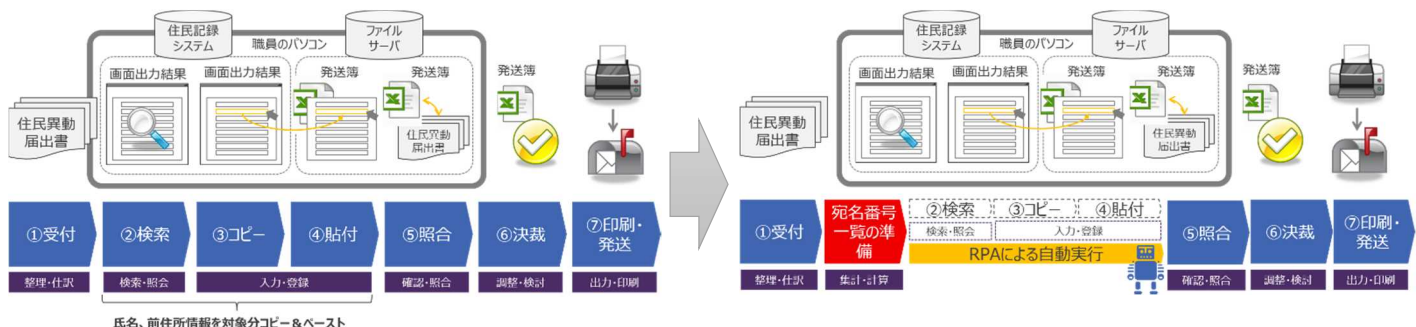 住民記録
システム
職員のパソコン
ファイル
サーバ
画面出力結果
画面出力結果
発送簿
発送簿
発送簿
住民異動
届出書
住民異動
届出書
①受付
②検索
③コピー
④貼付
⑤照合
⑥決裁
⑦印刷・
発送
整理・仕訳
検索・照会
入力・登録
確認・照合
調整・検討
出力・印刷
氏名、前住所情報を対象分コピー&ペースト
住民記録
システム
職員のパソコン
ファイル
サーバ
画面出力結果
画面出力結果
発送簿
発送簿
発送簿
住民異動
届出書
住民異動
届出書
①受付
宛名番号
一覧の準
備
②検索
③コピー
④貼付
検索・照会
入力・登録
RPAによる自動実行
⑤照合
⑥決裁
⑦印刷・
発送
整理・仕訳
集計・計算
確認・照合
調整・検討
出力・印刷